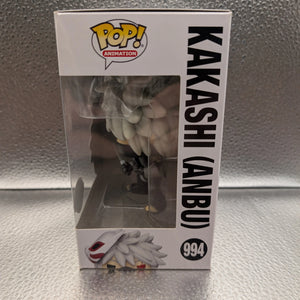 POP!
ANIMATION
KAKASHI (ANBU)
994